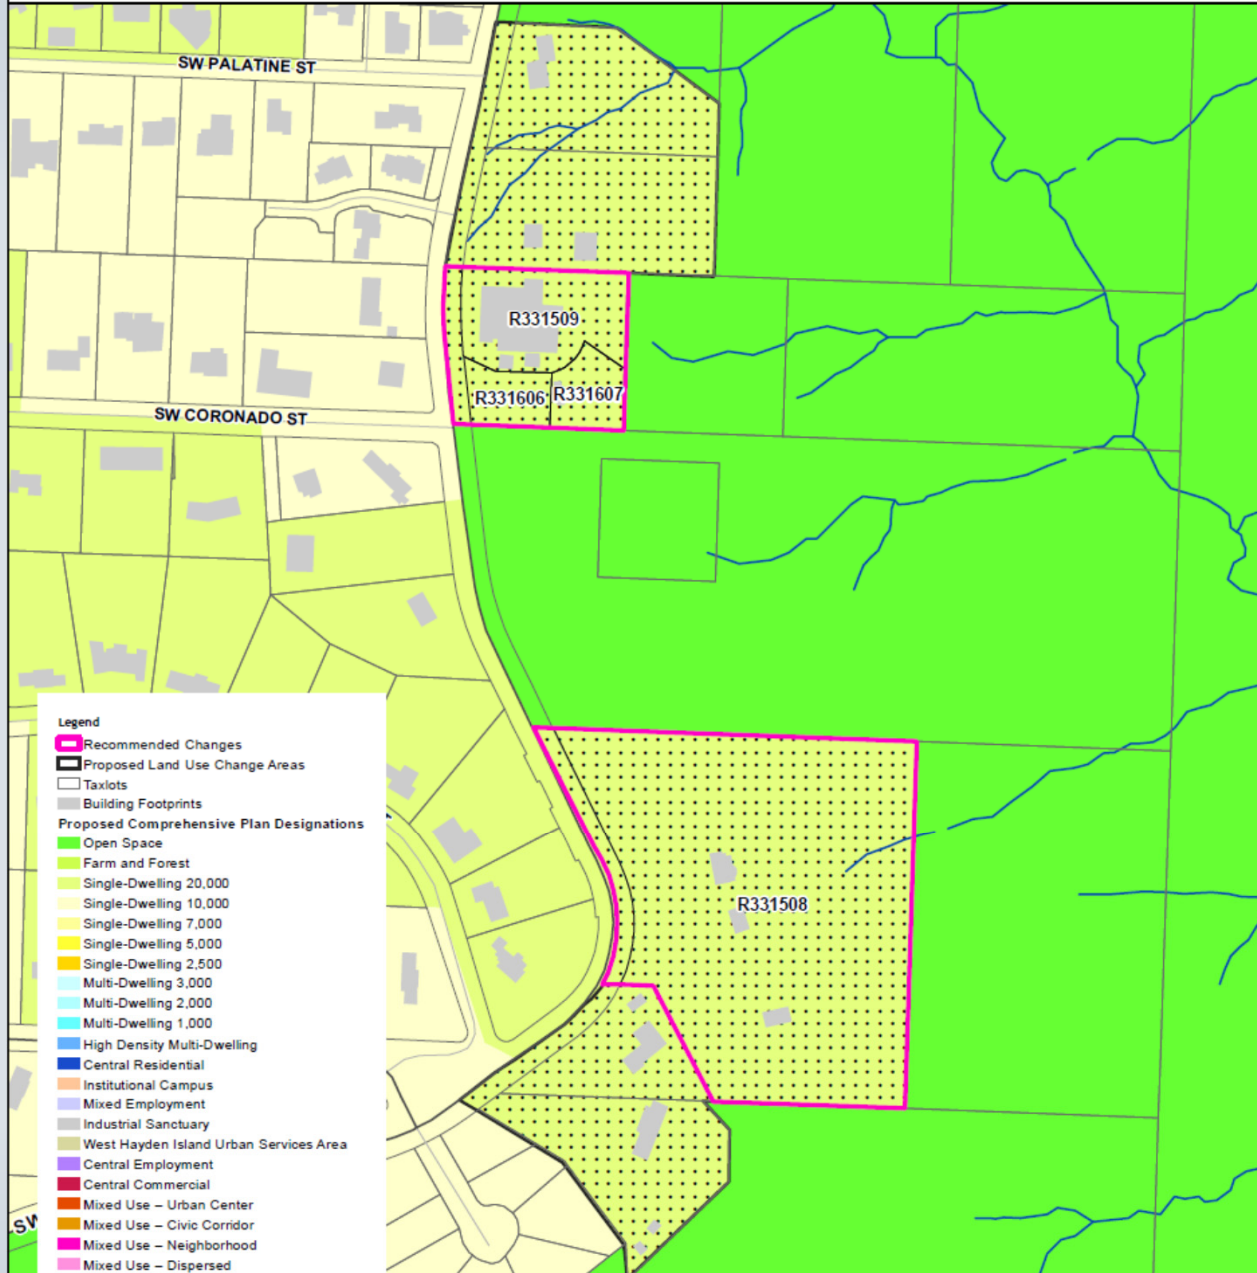 SW PALATINE ST
R331509
R331606
R331607
SW CORONADO ST
R331508
SW
Legend
Recommended Changes
Proposed Land Use Change Areas
Taxlots
Building Footprints
Proposed Comprehensive Plan Designations
Open Space
Farm and Forest
Single-Dwelling 20,000
Single-Dwelling 10,000
Single-Dwelling 7,000
Single-Dwelling 5,000
Single-Dwelling 2,500
Multi-Dwelling 3,000
Multi-Dwelling 2,000
Multi-Dwelling 1,000
High Density Multi-Dwelling
Central Residential
Institutional Campus
Mixed Employment
Industrial Sanctuary
West Hayden Island Urban Services Area
Central Employment
Central Commercial
Mixed Use – Urban Center
Mixed Use – Civic Corridor
Mixed Use – Neighborhood
Mixed Use – Dispersed